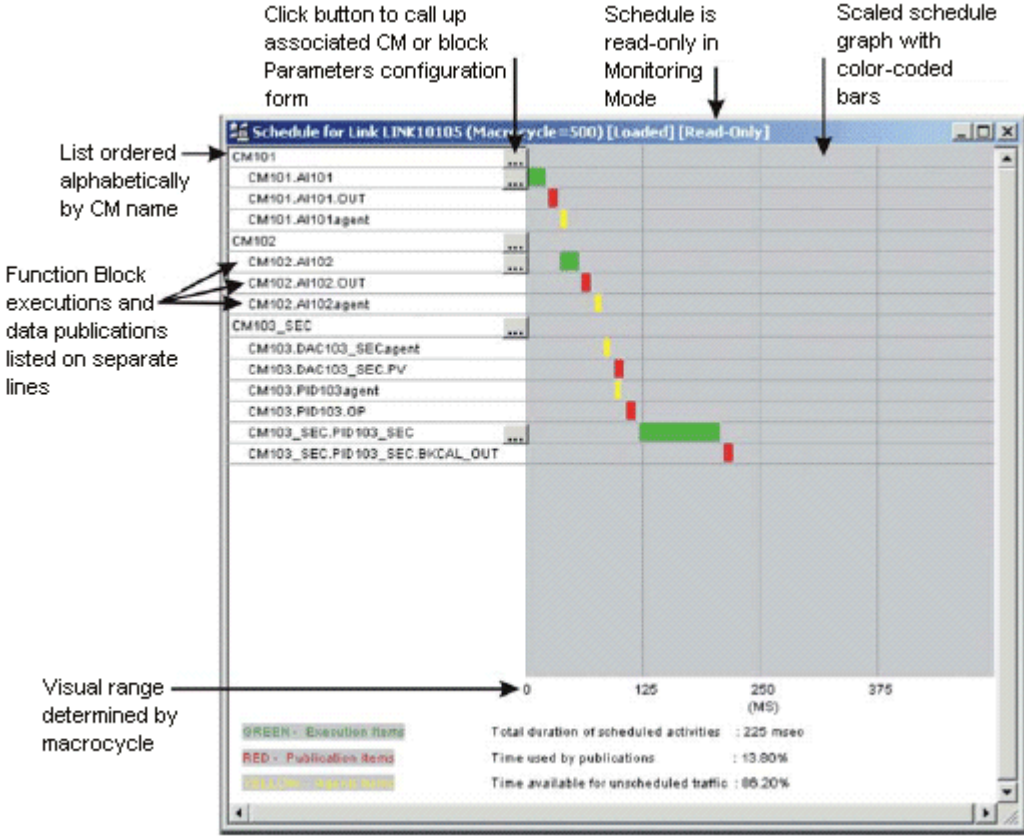 Click button to call up
associated CM or block
Parameters configuration
form
Schedule is
read-only in
Monitoring
Mode
Scaled schedule
graph with
color-coded
bars
Schedule for Link LINK10105 (Macrocycle=500) [Loaded] [Read-Only]
List ordered
alphabetically
by CM name
CM101
...
CM101.AI101
...
CM101.AI101.OUT
CM101.AI101agent
CM102
...
CM102.AI102
...
CM102.AI102.OUT
CM102.AI102agent
Function Block
executions and
data publications
listed on separate
lines
CM103_SEC
...
CM103.DAC103_SECagent
CM103.DAC103_SEC.PV
CM103.PID103agent
CM103.PID103.OP
CM103_SEC.PID103_SEC
...
CM103_SEC.PID103_SEC.BKCAL_OUT
Visual range
determined by
macrocycle
0 125 250 375
(MS)
GREEN - Execution Items
Total duration of scheduled activities : 225 msec
RED - Publication Items
Time used by publications : 13.80%
YELLOW - Agent Items
Time available for unscheduled traffic : 86.20%